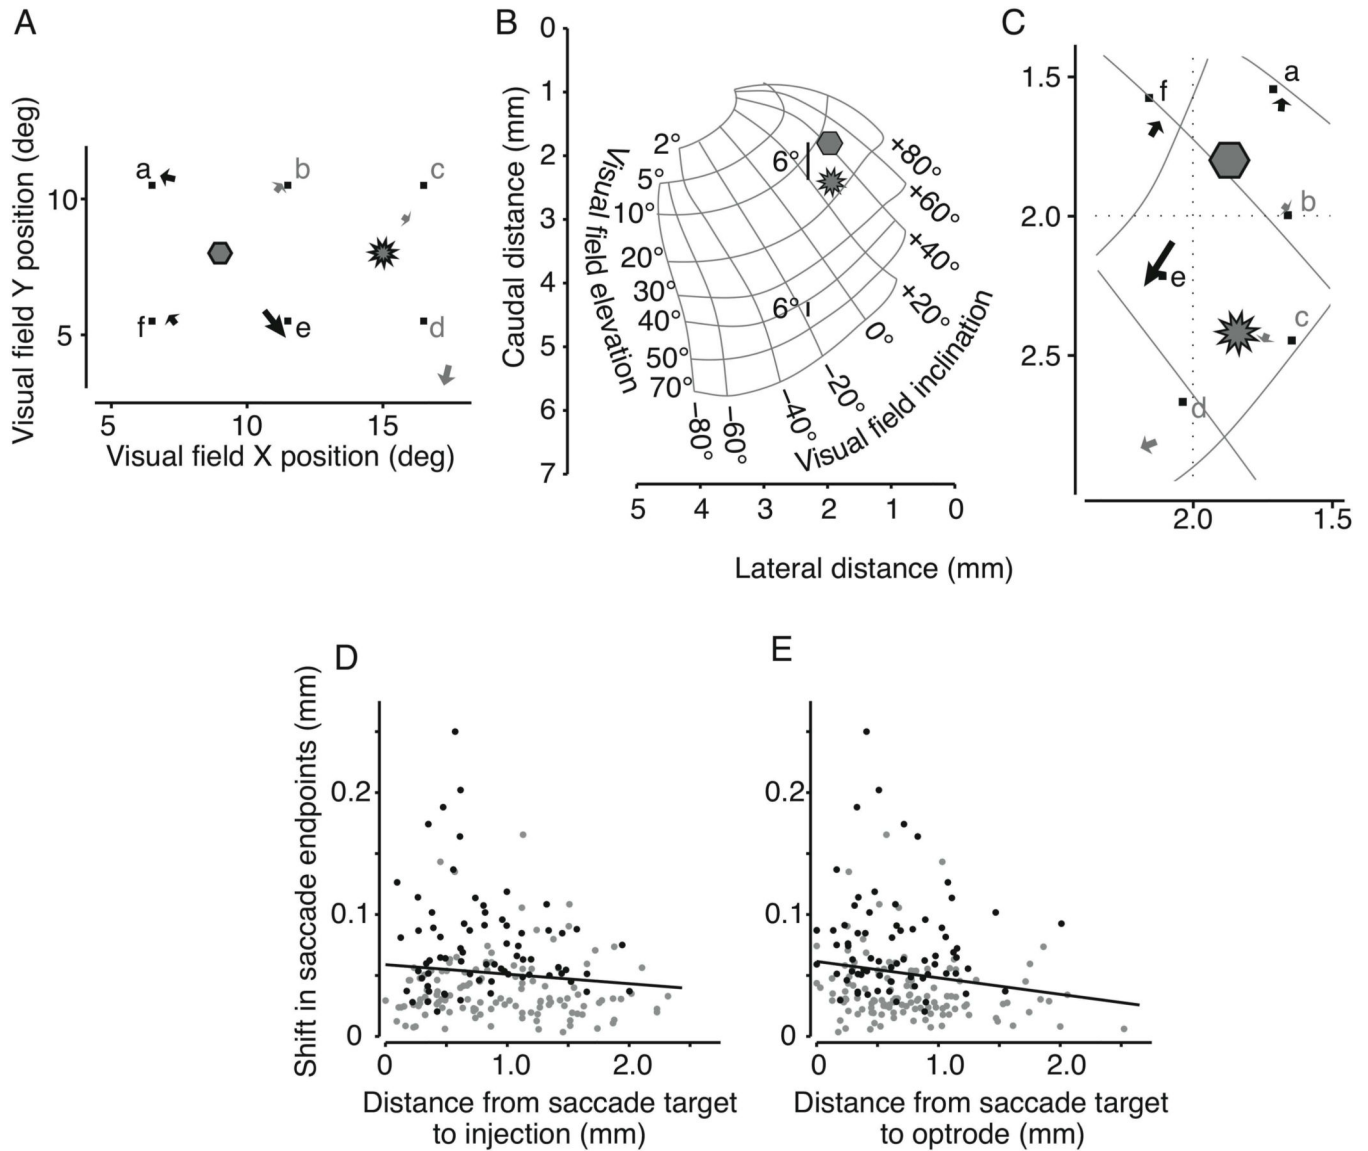 A
Visual field Y position (deg)
10
5
a
b
c
f
e
d
5
10
15
Visual field X position (deg)
B
Caudal distance (mm)
0
1
2
3
4
5
6
7
2°
5°
10°
20°
30°
40°
50°
70°
Visual field elevation
6°
6°
+80°
+60°
+40°
+20°
0°
−20°
−40°
−60°
−80°
Visual field inclination
5
4
3
2
1
0
Lateral distance (mm)
C
1.5
2.0
2.5
a
f
b
e
c
d
2.0
1.5
D
Shift in saccade endpoints (mm)
0.2
0.1
0
0
1.0
2.0
Distance from saccade target
to injection (mm)
E
0.2
0.1
0
0
1.0
2.0
Distance from saccade target
to optrode (mm)